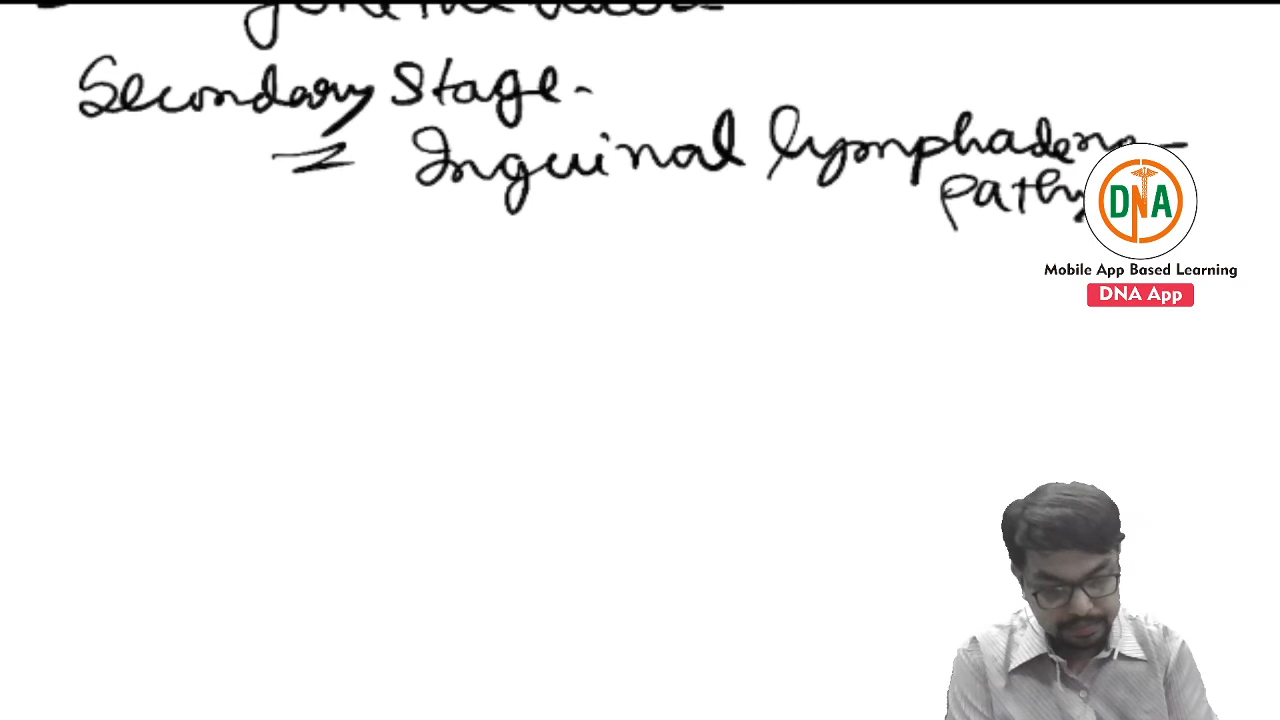 Secondary Stage -
Inguinal lymphadeno-
pathy
DNA
Mobile App Based Learning
DNA App